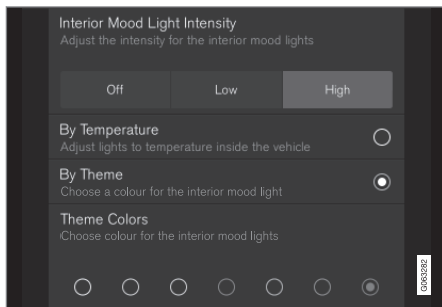 Interior Mood Light Intensity
Adjust the intensity for the interior mood lights
Off Low High
By Temperature
Adjust lights to temperature inside the vehicle
By Theme
Choose a colour for the interior mood light
Theme Colors
Choose colour for the interior mood lights
G063282